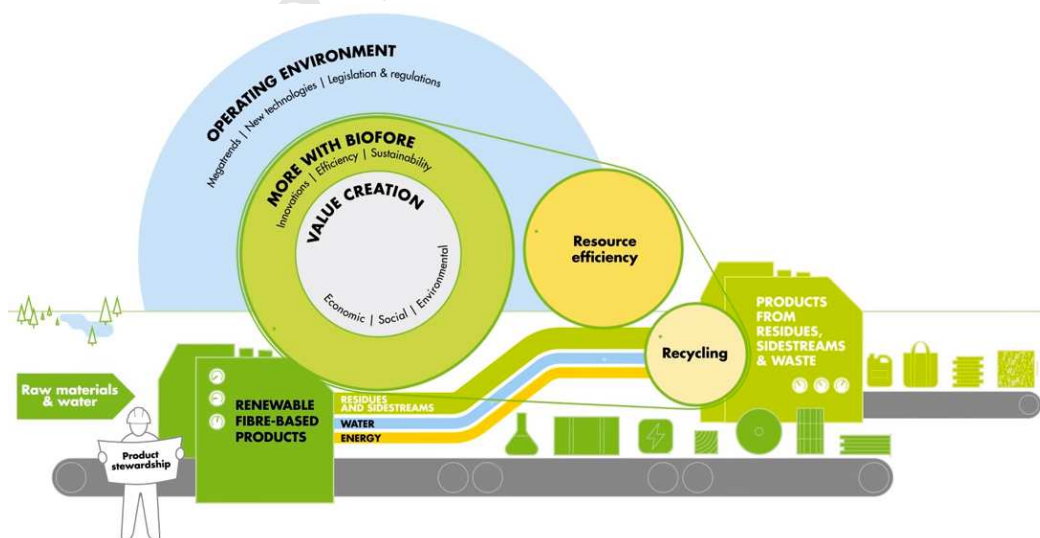 OPERATING ENVIRONMENT
Megatrends | New technologies | Legislation & regulations
MORE WITH BIOFORE
Innovations | Efficiency | Sustainability
VALUE CREATION
Economic | Social | Environmental
Resource
efficiency
Recycling
PRODUCTS
FROM
RESIDUES,
SIDESTREAMS
& WASTE
Raw materials
& water
Product
stewardship
RENEWABLE
FIBRE-BASED
PRODUCTS
RESIDUES
AND SIDESTREAMS
WATER
ENERGY